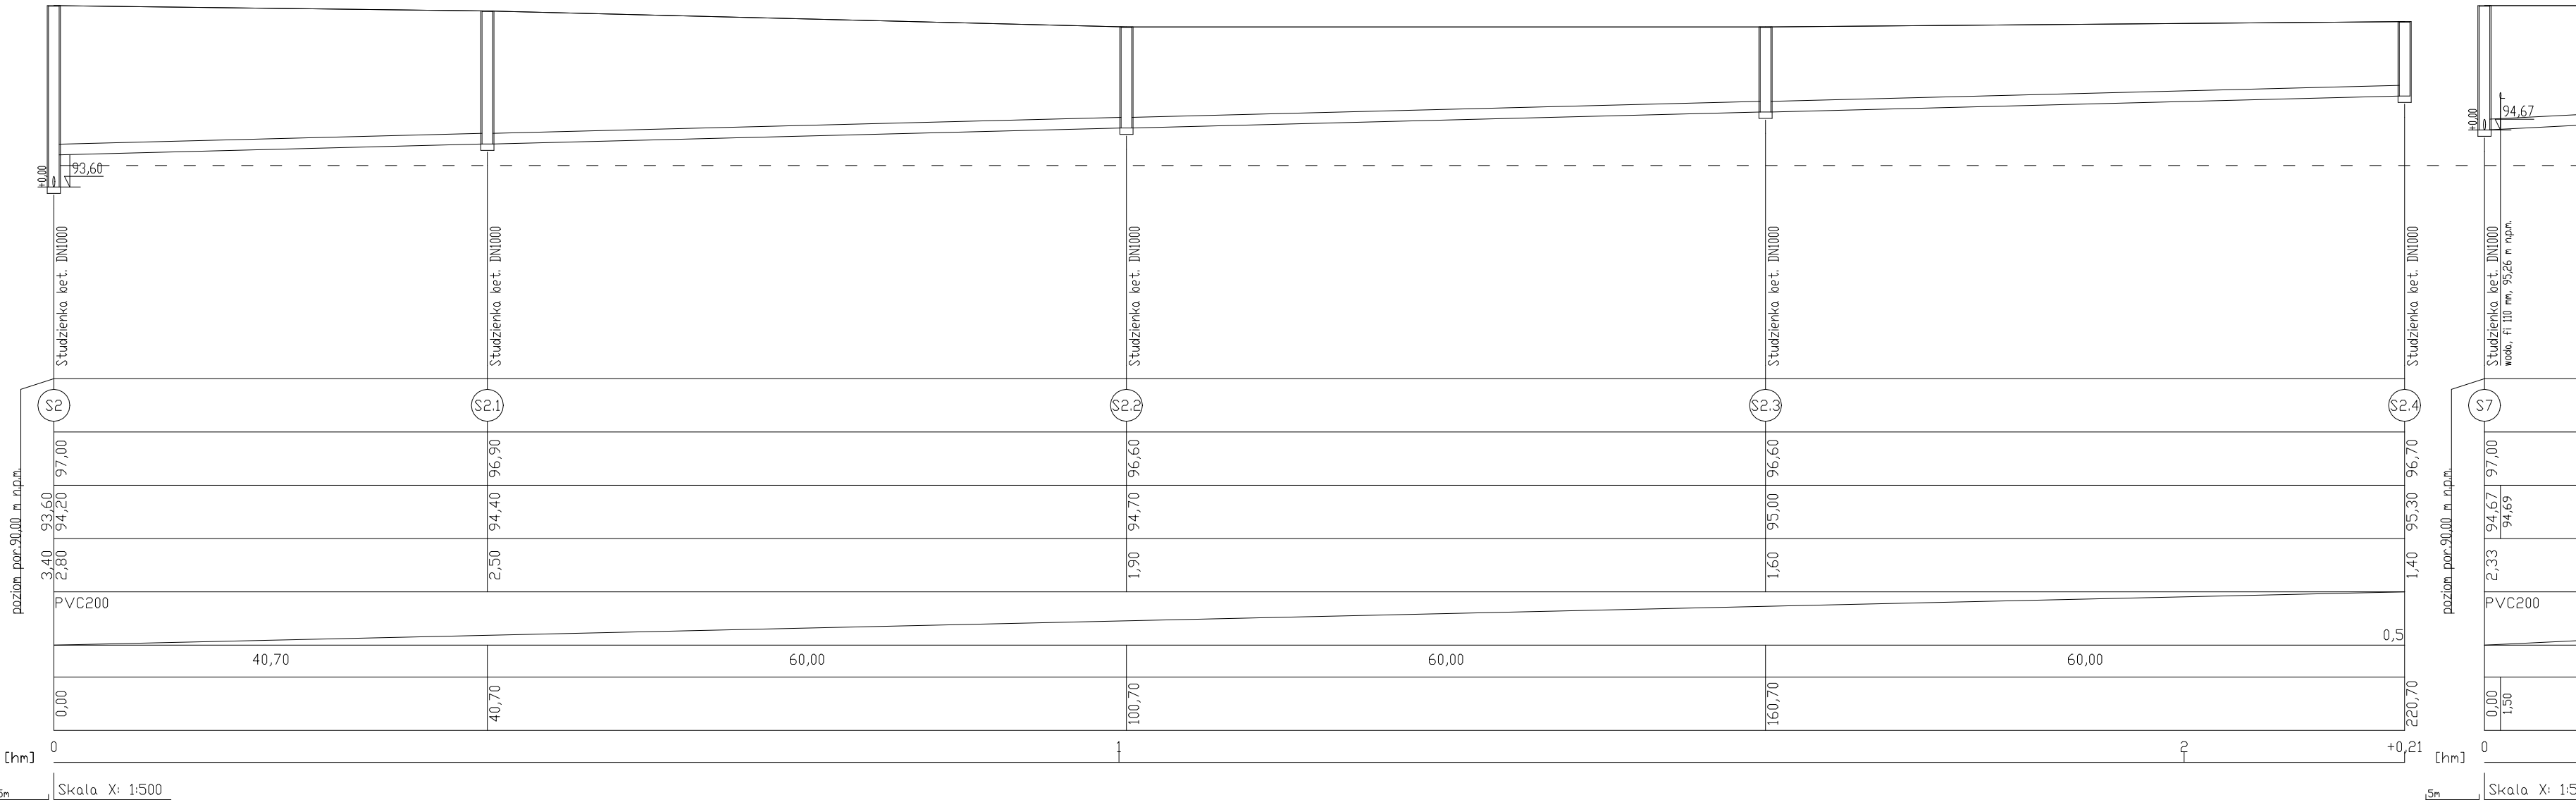 +0,00
93,60
+0,00
94,67
Studzienka bet. DN1000
Studzienka bet. DN1000
Studzienka bet. DN1000
Studzienka bet. DN1000
Studzienka bet. DN1000
Studzienka bet. DN1000
woda, fi 110 mm, 95,26 m n.p.m.
S2
S2.1
S2.2
S2.3
S2.4
S7
poziom por.90,00 m n.p.m.
poziom por.90,00 m n.p.m.
97,00
96,90
96,60
96,60
96,70
97,00
93,60
94,20
94,40
94,70
95,00
95,30
94,67
94,69
3,40
2,80
2,50
1,90
1,60
1,40
2,33
PVC200
PVC200
0,5
40,70
60,00
60,00
60,00
0,00
40,70
100,70
160,70
220,70
0,00
1,50
[hm]
0
1
2
+0,21
[hm]
0
5m
Skala X: 1:500
5m
Skala X: 1:5